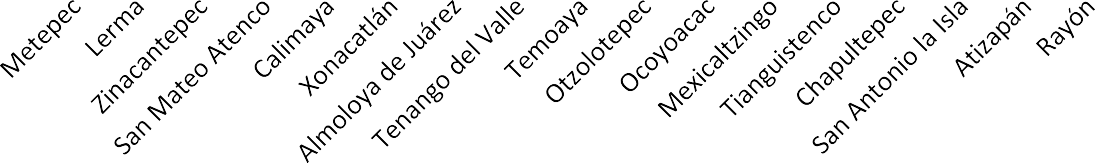 Metepec
Lerma
Zinacantepec
San Mateo Atenco
Calimaya
Xonacatlán
Almoloya de Juárez
Tenango del Valle
Temoaya
Otzolotepec
Ocoyoacac
Mexicaltzingo
Tianguistenco
Chapultepec
San Antonio la Isla
Atizapán
Rayón